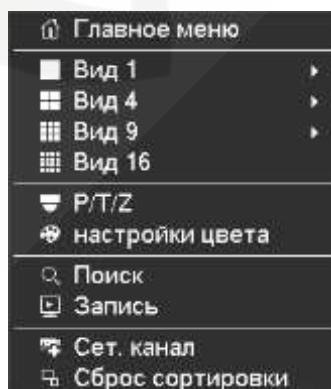 Главное меню
Вид 1
Вид 4
Вид 9
Вид 16
P/T/Z
настройки цвета
Поиск
Запись
Сет. канал
Сброс сортировки